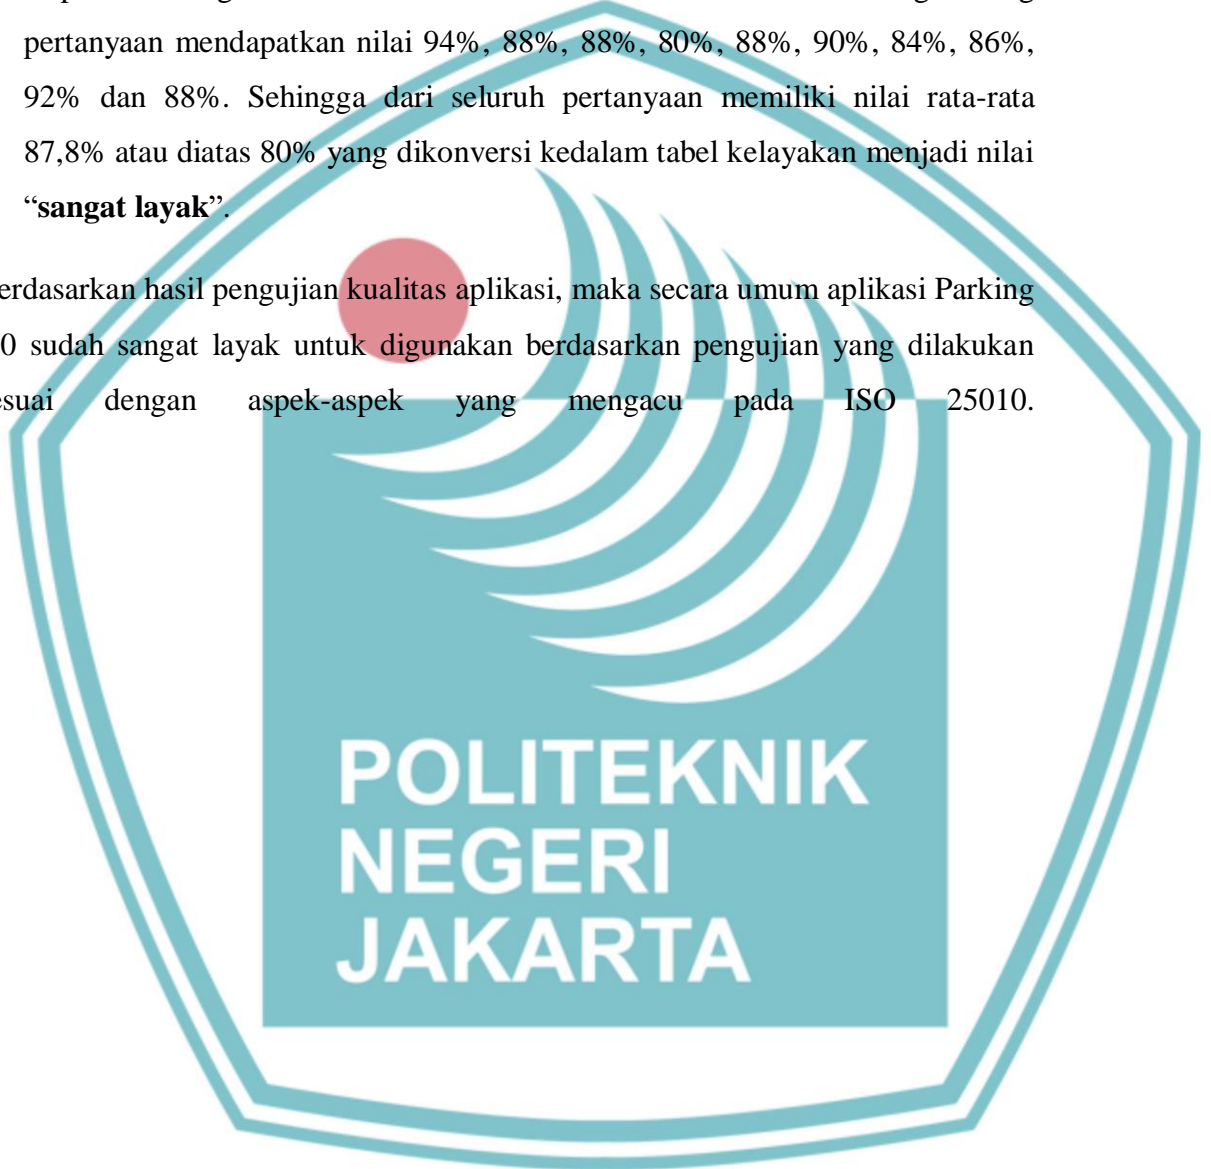 pertanyaan mendapatkan nilai 94%, 88%, 88%, 80%, 88%, 90%, 84%, 86%,
92% dan 88%. Sehingga dari seluruh pertanyaan memiliki nilai rata-rata
87,8% atau diatas 80% yang dikonversi kedalam tabel kelayakan menjadi nilai
“sangat layak”.
erdasarkan hasil pengujian kualitas aplikasi, maka secara umum aplikasi Parking
0 sudah sangat layak untuk digunakan berdasarkan pengujian yang dilakukan
esuai dengan aspek-aspek yang mengacu pada ISO 25010.
POLITEKNIK
NEGERI
JAKARTA